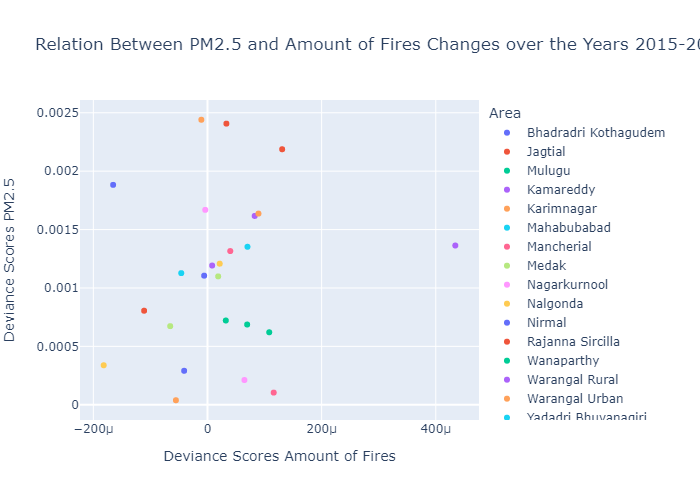 Relation Between PM2.5 and Amount of Fires Changes over the Years 2015-20
Deviance Scores PM2.5
0.0025
0.002
0.0015
0.001
0.0005
0
−200μ
0
200μ
400μ
Deviance Scores Amount of Fires
Area
Bhadradri Kothagudem
Jagtial
Mulugu
Kamareddy
Karimnagar
Mahabubabad
Mancherial
Medak
Nagarkurnool
Nalgonda
Nirmal
Rajanna Sircilla
Wanaparthy
Warangal Rural
Warangal Urban
Yadadri Bhuvanagiri